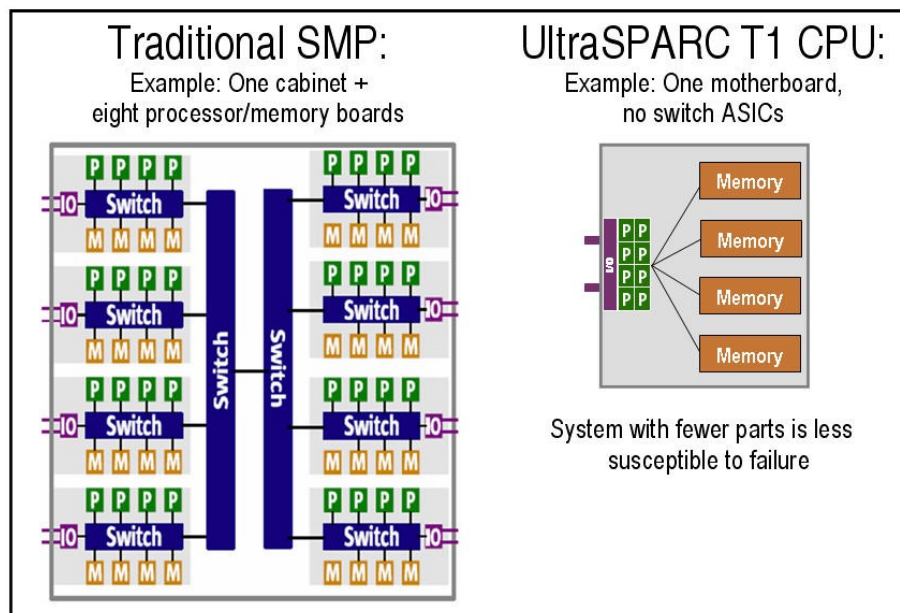 Traditional SMP:
Example: One cabinet +
eight processor/memory boards
P P P P
IO Switch
M M M M
P P P P
IO Switch
M M M M
P P P P
IO Switch
M M M M
P P P P
IO Switch
M M M M
Switch
Switch
P P P P
Switch IO
M M M M
P P P P
Switch IO
M M M M
P P P P
Switch IO
M M M M
P P P P
Switch IO
M M M M
UltraSPARC T1 CPU:
Example: One motherboard,
no switch ASICs
I/O
P P
P P
P P
P P
Memory
Memory
Memory
Memory
System with fewer parts is less
susceptible to failure